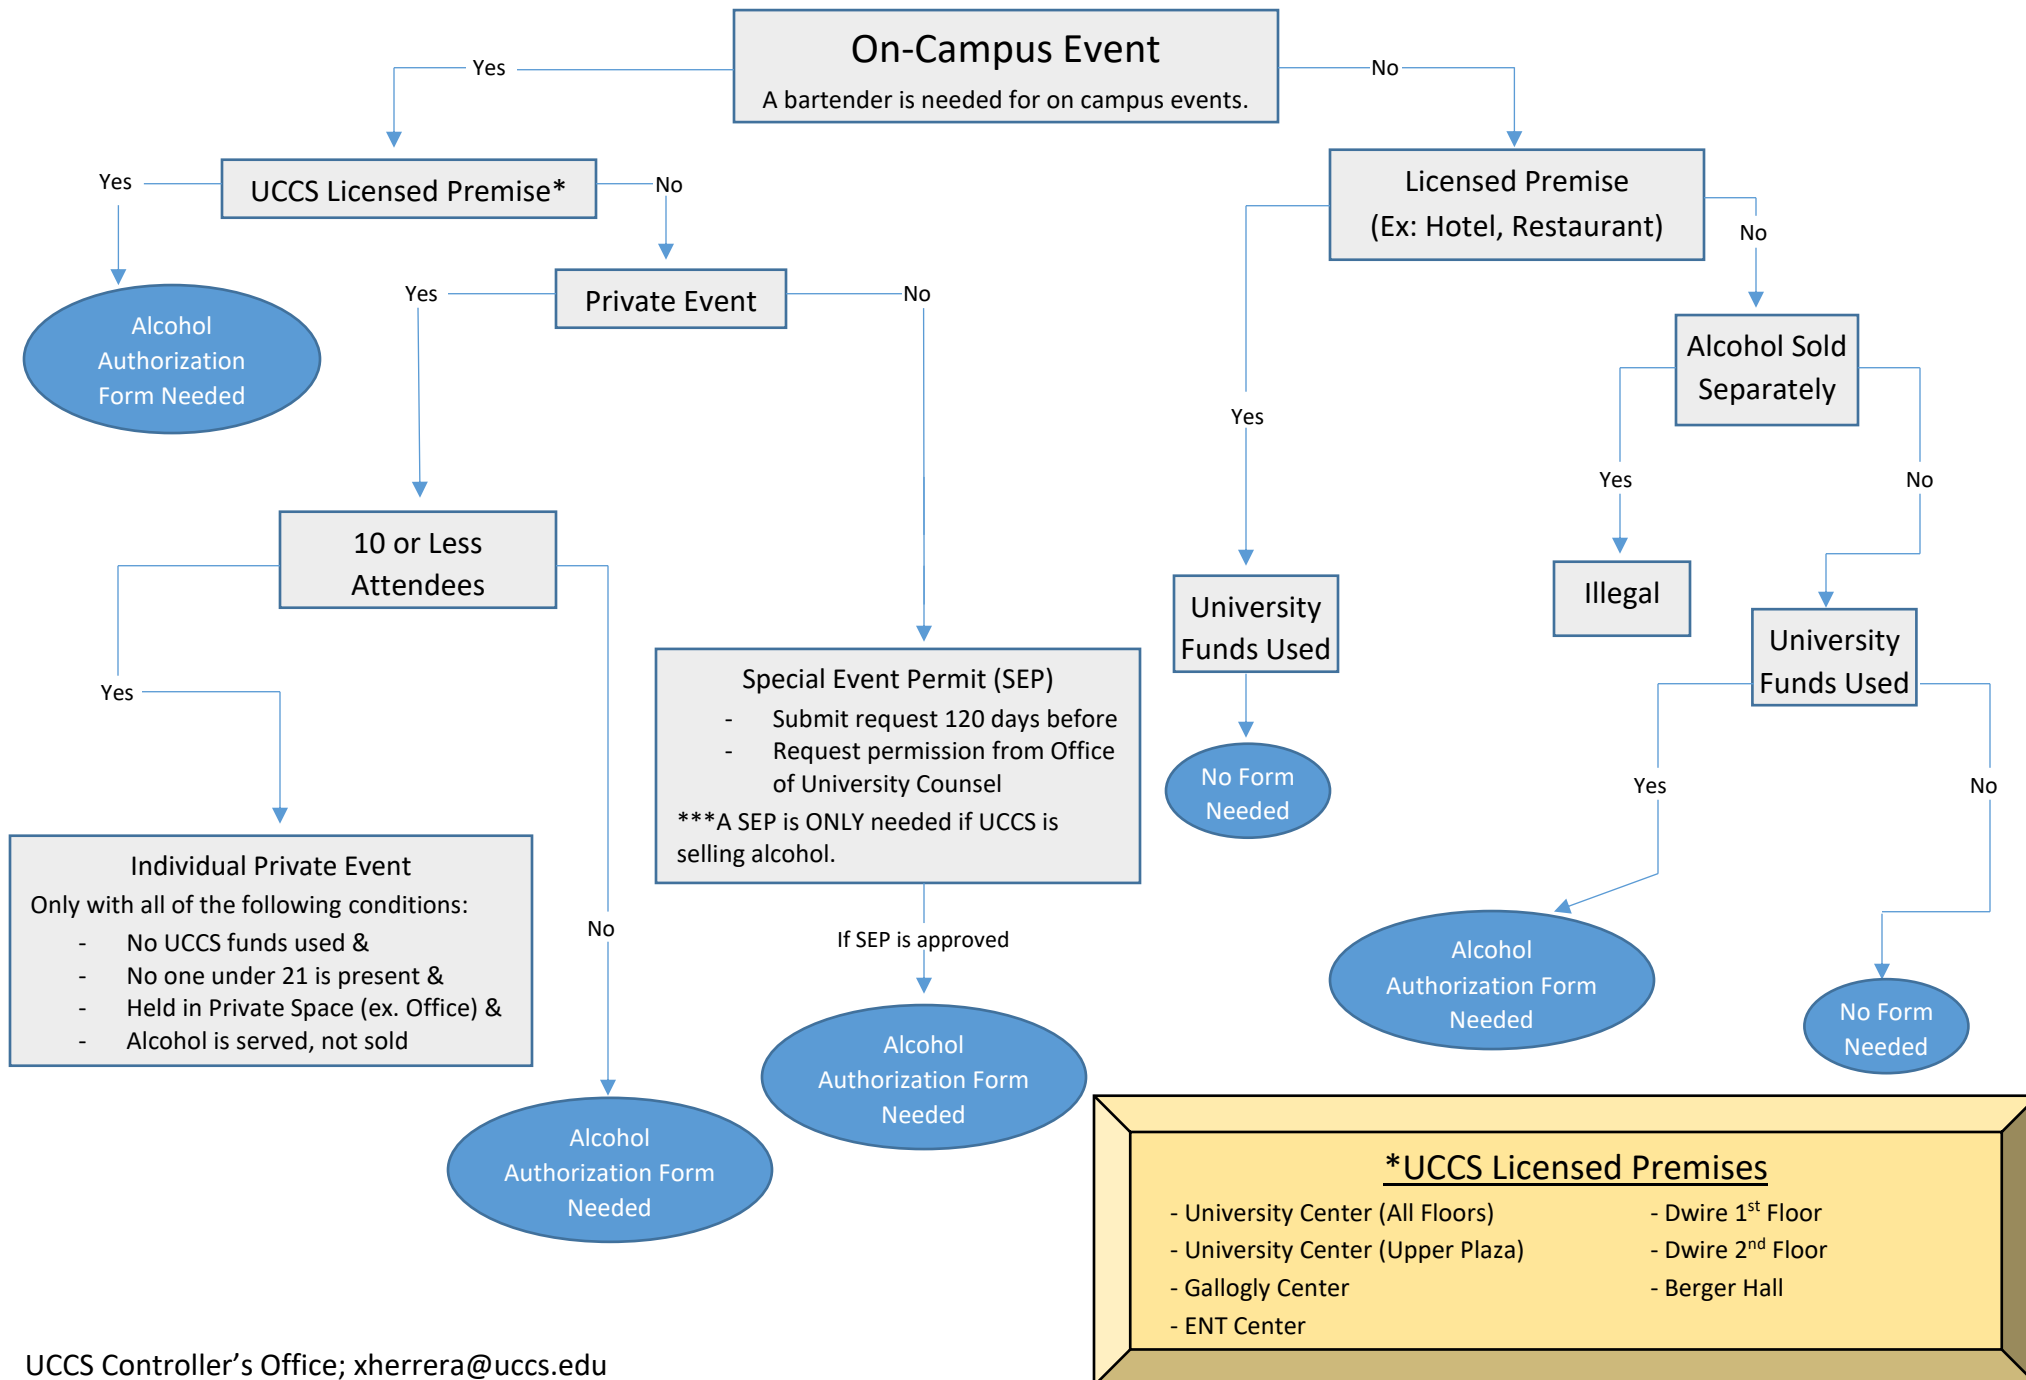 On-Campus Event
A bartender is needed for on campus events.
Yes
No
UCCS Licensed Premise*
Yes
No
Licensed Premise
(Ex: Hotel, Restaurant)
No
Alcohol
Authorization
Form Needed
Private Event
Yes
No
Alcohol Sold
Separately
Yes
Yes
No
10 or Less
Attendees
Illegal
University
Funds Used
University
Funds Used
Yes
Special Event Permit (SEP)
- Submit request 120 days before
- Request permission from Office
of University Counsel
***A SEP is ONLY needed if UCCS is
selling alcohol.
No Form
Needed
Yes
No
Individual Private Event
Only with all of the following conditions:
- No UCCS funds used &
- No one under 21 is present &
- Held in Private Space (ex. Office) &
- Alcohol is served, not sold
No
If SEP is approved
Alcohol
Authorization Form
Needed
No Form
Needed
Alcohol
Authorization Form
Needed
Alcohol
Authorization Form
Needed
*UCCS Licensed Premises
- University Center (All Floors)
- University Center (Upper Plaza)
- Gallogly Center
- ENT Center
- Dwire 1st Floor
- Dwire 2nd Floor
- Berger Hall
UCCS Controller's Office; xherrera@uccs.edu